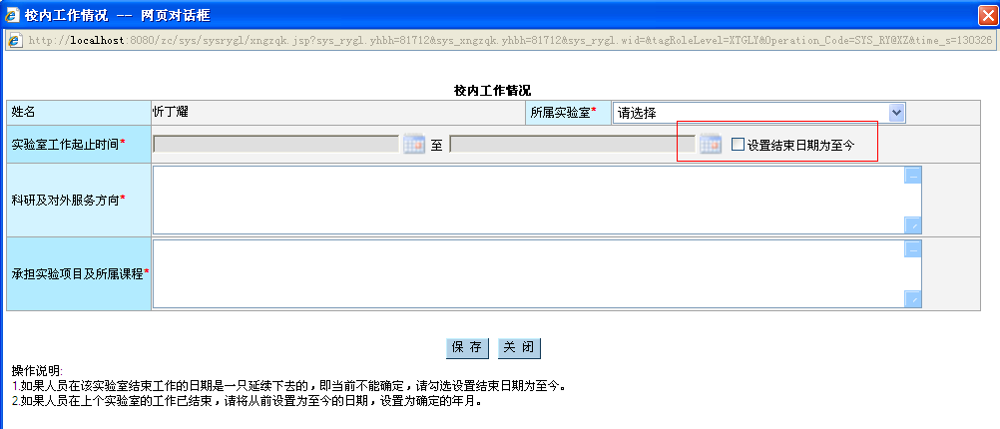 校内工作情况 -- 网页对话框
http://localhost:8080/zc/sys/sysrygl/xngzqk.jsp?sys_rygl.yhbh=81712&sys_xngzqk.yhbh=81712&sys_rygl.wid=&tagRoleLevel=XTGLY&Operation_Code=SYS_RY@XZ&time_s=130326
校内工作情况
姓名 忻丁耀 所属实验室* 请选择
实验室工作起止时间* 至 设置结束日期为至今
科研及对外服务方向*
承担实验项目及所属课程*
保 存 关 闭
操作说明:
1.如果人员在该实验室结束工作的日期是一只延续下去的，即当前不能确定，请勾选设置结束日期为至今。
2.如果人员在上个实验室的工作已结束，请将从前设置为至今的日期，设置为确定的年月。